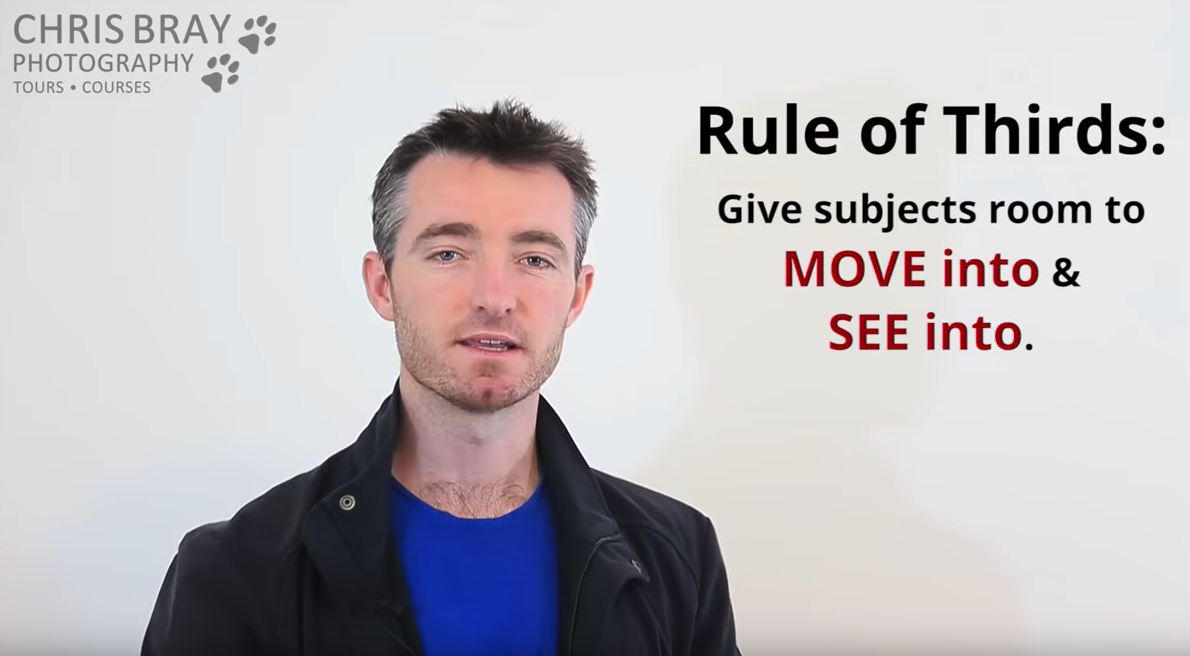 CHRIS BRAY
PHOTOGRAPHY
TOURS • COURSES
Rule of Thirds:
Give subjects room to
MOVE into &
SEE into.